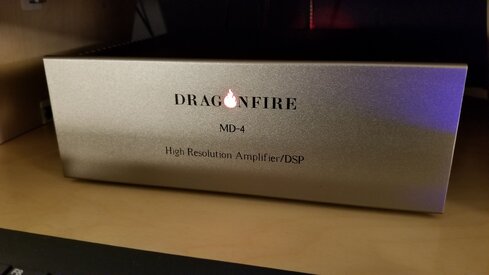 DRAGONFIRE
MD-4
High Resolution Amplifier/DSP